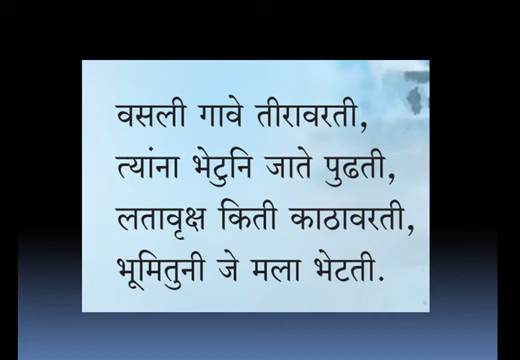 वसली गावे तीरावरती,
त्यांना भेटुनि जाते पुढती,
लतावृक्ष किती काठावरती,
भूमितुनी जे मला भेटती.